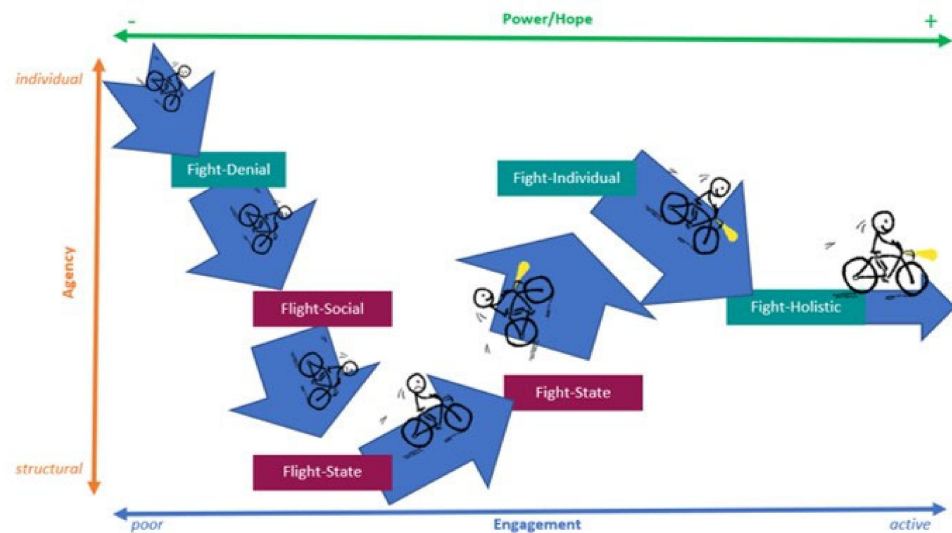 Power/Hope
-
+
individual
Agency
structural
Fight-Denial
Flight-Social
Flight-State
Fight-State
Fight-Individual
Fight-Holistic
poor
Engagement
active